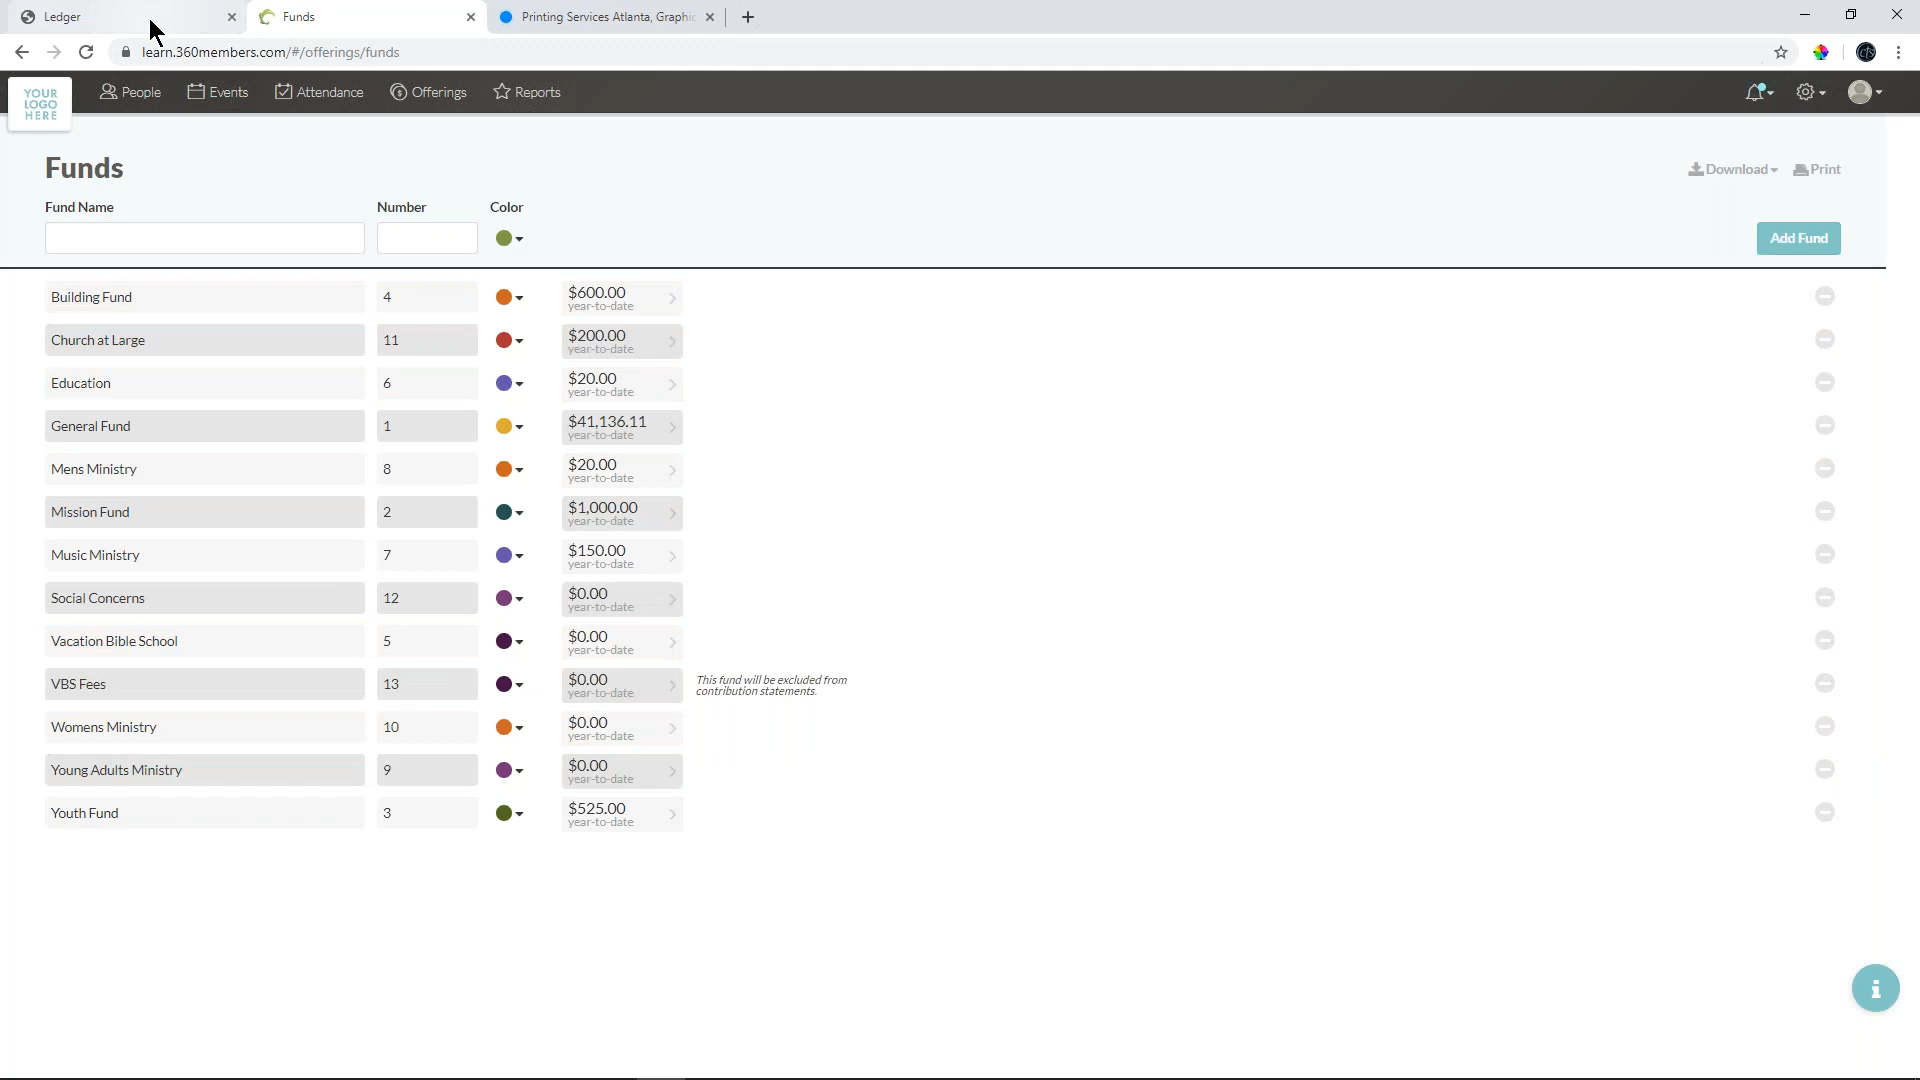 Ledger
Funds
Printing Services Atlanta, Graphic
learn.360members.com/#/offerings/funds
YOUR
LOGO
HERE
People
Events
Attendance
Offerings
Reports
Funds
Download
Print
Fund Name
Number
Color
Add Fund
Building Fund
4
$600.00
year-to-date
Church at Large
11
$200.00
year-to-date
Education
6
$20.00
year-to-date
General Fund
1
$41,136.11
year-to-date
Mens Ministry
8
$20.00
year-to-date
Mission Fund
2
$1,000.00
year-to-date
Music Ministry
7
$150.00
year-to-date
Social Concerns
12
$0.00
year-to-date
Vacation Bible School
5
$0.00
year-to-date
VBS Fees
13
$0.00
year-to-date
This fund will be excluded from
contribution statements.
Womens Ministry
10
$0.00
year-to-date
Young Adults Ministry
9
$0.00
year-to-date
Youth Fund
3
$525.00
year-to-date